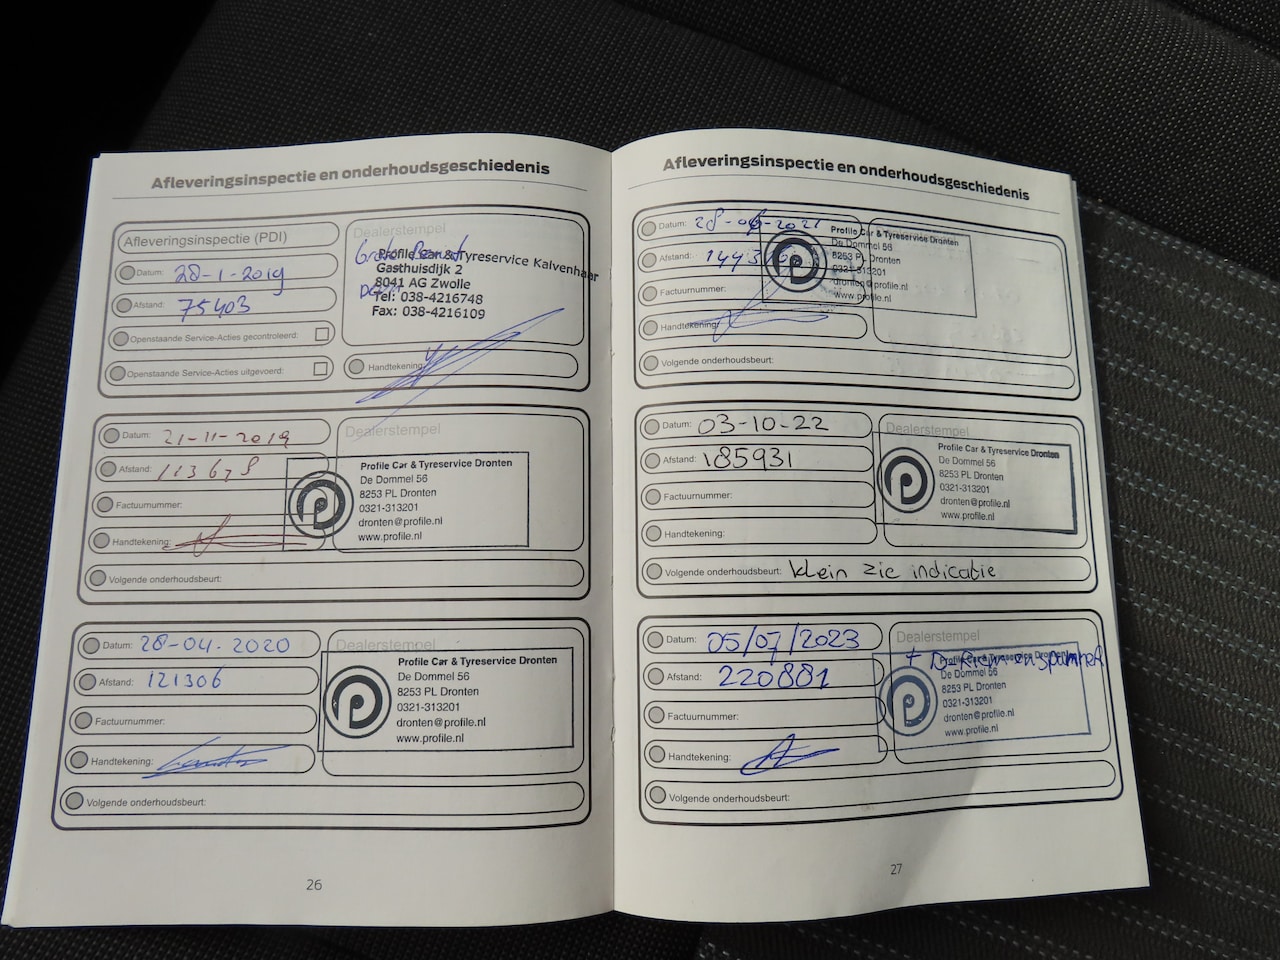 Afleveringsinspectie en onderhoudsgeschiedenis
Afleveringsinspectie (PDI)
Datum: 28-1-2019
Afstand: 75403
Openstaande Service-Acties gecontroleerd:
Openstaande Service-Acties uitgevoerd:
Dealerstempel
Profile Car & Tyreservice Kalvenhaar
Gasthuisdijk 2
8041 AG Zwolle
Tel: 038-4216748
Fax: 038-4216109
Handtekening:
Datum: 21-11-2019
Afstand: 113678
Factuurnummer:
Handtekening:
Volgende onderhoudsbeurt:
Dealerstempel
Profile Car & Tyreservice Dronten
De Dommel 56
8253 PL Dronten
0321-313201
dronten@profile.nl
www.profile.nl
Datum: 28-04-2020
Afstand: 121306
Factuurnummer:
Handtekening:
Volgende onderhoudsbeurt:
Dealerstempel
Profile Car & Tyreservice Dronten
De Dommel 56
8253 PL Dronten
0321-313201
dronten@profile.nl
www.profile.nl
26
Afleveringsinspectie en onderhoudsgeschiedenis
Datum:
Afstand:
Factuurnummer:
Handtekening:
Volgende onderhoudsbeurt:
Profile Car & Tyreservice Dronten
De Dommel 56
8253 PL Dronten
0321-313201
dronten@profile.nl
www.profile.nl
Datum: 03-10-22
Afstand: 185931
Factuurnummer:
Handtekening:
Volgende onderhoudsbeurt: klein zie indicatie
Dealerstempel
Profile Car & Tyreservice Dronten
De Dommel 56
8253 PL Dronten
0321-313201
dronten@profile.nl
www.profile.nl
Datum: 05/07/2023
Afstand: 220881
Factuurnummer:
Handtekening:
Volgende onderhoudsbeurt:
Dealerstempel
+ D-Riem
Profile Car & Tyreservice Dronten
De Dommel 56
8253 PL Dronten
0321-313201
dronten@profile.nl
www.profile.nl
27